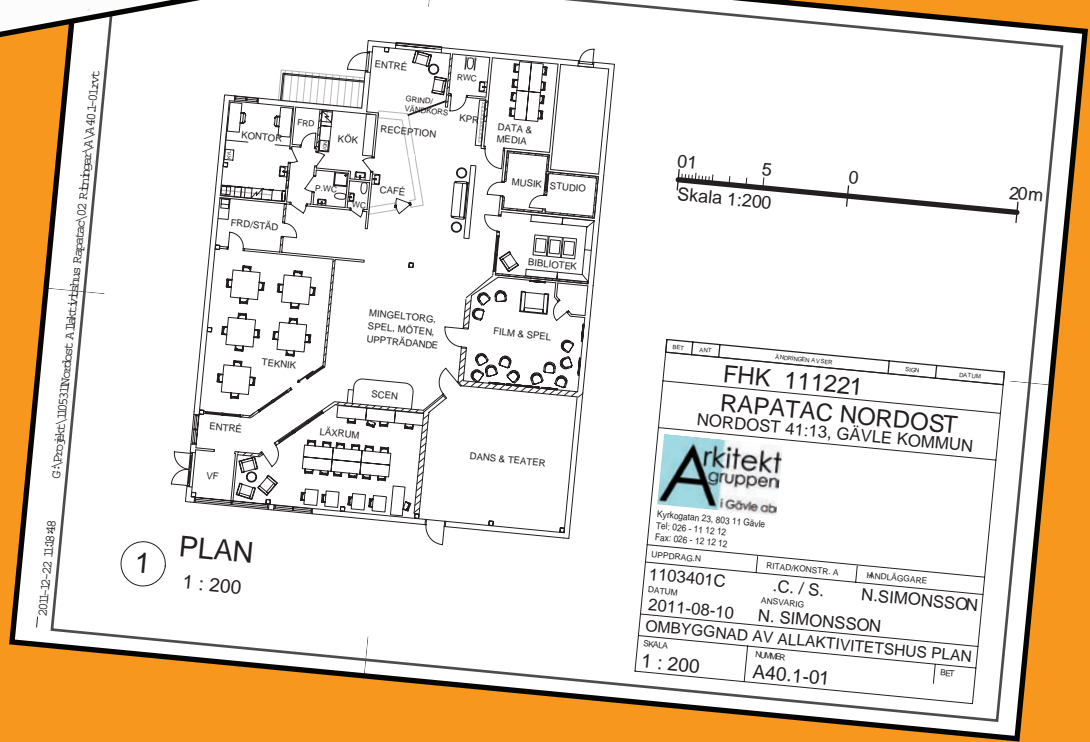 ENTRÉ
RWC
GRIND/
VÄNDKORS
KPR
DATA &
MEDIA
KONTOR
FRD
KÖK
RECEPTION
MUSIK
STUDIO
P.WC
WC
CAFÉ
FRD/STÄD
BIBLIOTEK
MINGELTORG.
SPEL, MÖTEN,
UPPTRÄDANDE
FILM & SPEL
TEKNIK
SCEN
ENTRÉ
LÄXRUM
VF
DANS & TEATER
1
PLAN
1 : 200
01 5 0 20m
Skala 1:200
BET ANT ÄNDRINGEN AVSER SIGN DATUM
FHK 111221
RAPATAC NORDOST
NORDOST 41:13, GÄVLE KOMMUN
Arkitekt
gruppen
i Gävle ab
Kyrkogatan 23, 803 11 Gävle
Tel: 026 - 11 12 12
Fax: 026 - 12 12 12
UPPDRAG.N RITAD/KONSTR. A HANDLÄGGARE
1103401C .C. / S. N.SIMONSSON
DATUM ANSVARIG
2011-08-10 N. SIMONSSON
OMBYGGNAD AV ALLAKTIVITETSHUS PLAN
SKALA NUMMER BET
1 : 200 A40.1-01
2011-12-22 11:18:48